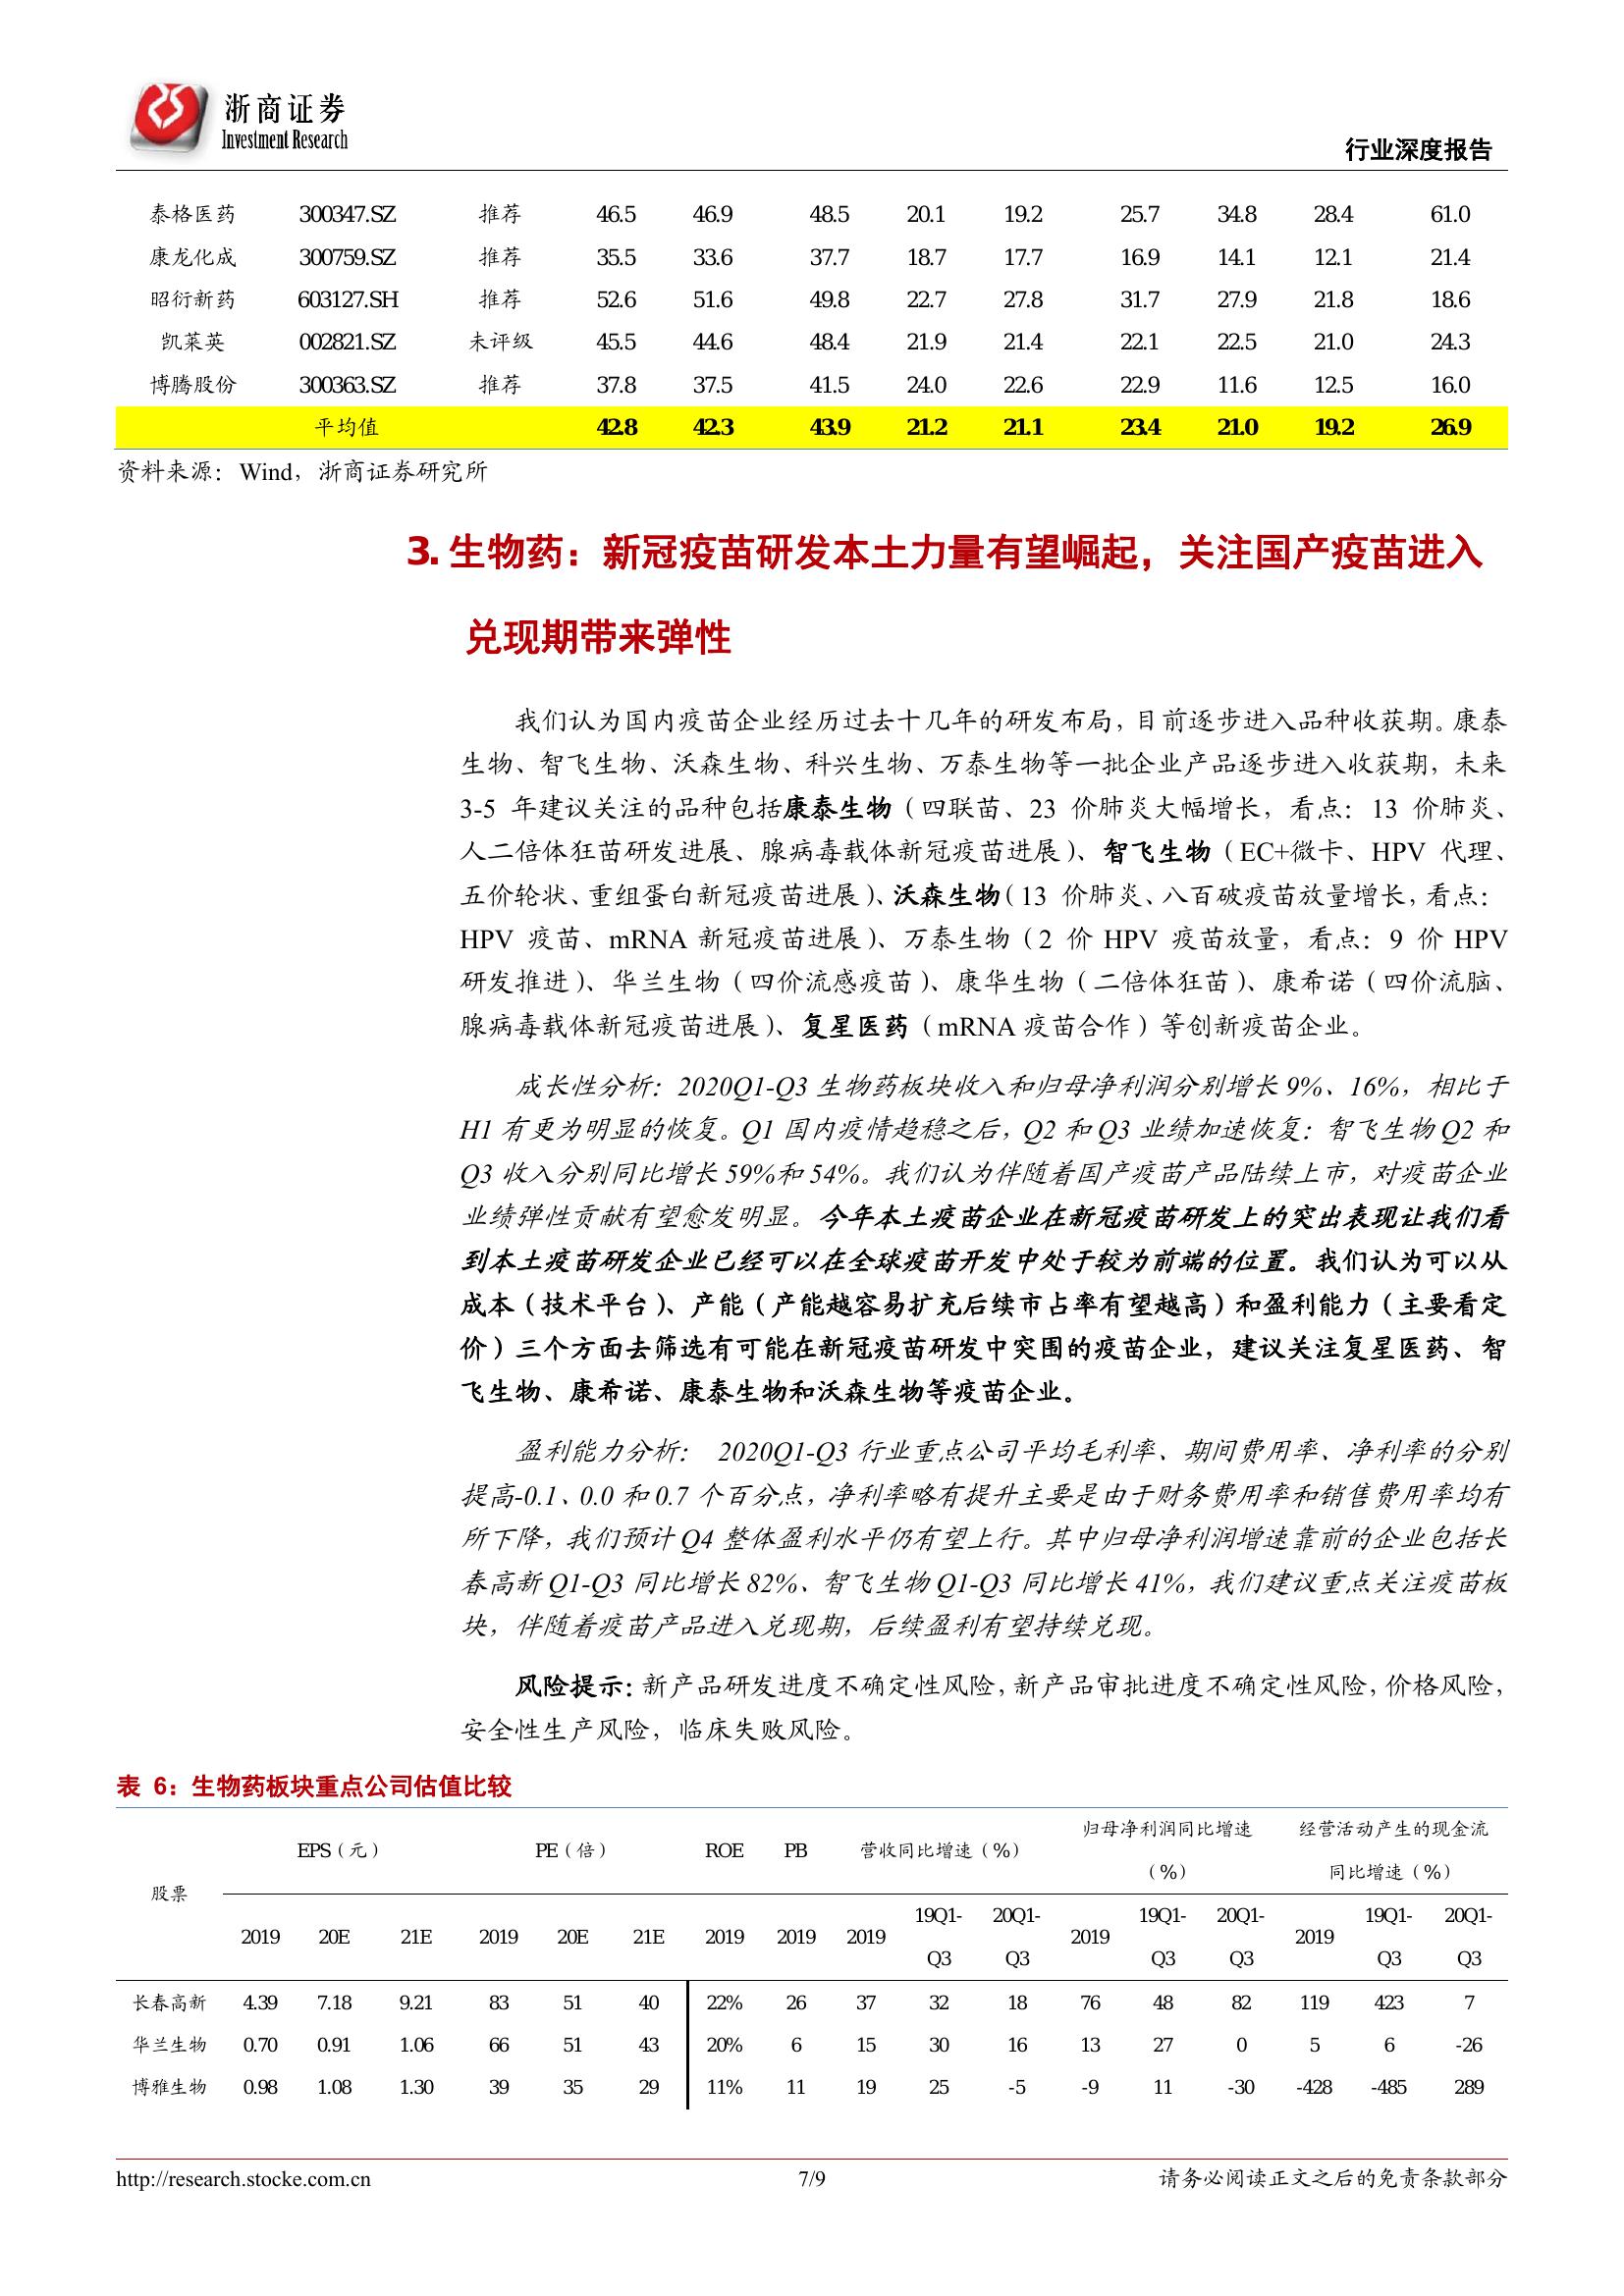 浙商证券
Investment Research
行业深度报告
泰格医药 300347.SZ 推荐 46.5 46.9 48.5 20.1 19.2 25.7 34.8 28.4 61.0
康龙化成 300759.SZ 推荐 35.5 33.6 37.7 18.7 17.7 16.9 14.1 12.1 21.4
昭衍新药 603127.SH 推荐 52.6 51.6 49.8 22.7 27.8 31.7 27.9 21.8 18.6
凯莱英 002821.SZ 未评级 45.5 44.6 48.4 21.9 21.4 22.1 22.5 21.0 24.3
博腾股份 300363.SZ 推荐 37.8 37.5 41.5 24.0 22.6 22.9 11.6 12.5 16.0
平均值 42.8 42.3 43.9 21.2 21.1 23.4 21.0 19.2 26.9
资料来源：Wind，浙商证券研究所
3. 生物药：新冠疫苗研发本土力量有望崛起，关注国产疫苗进入
兑现期带来弹性
我们认为国内疫苗企业经历过去十几年的研发布局，目前逐步进入品种收获期。康泰
生物、智飞生物、沃森生物、科兴生物、万泰生物等一批企业产品逐步进入收获期，未来
3-5 年建议关注的品种包括康泰生物（四联苗、23 价肺炎大幅增长，看点：13 价肺炎、
人二倍体狂苗研发进展、腺病毒载体新冠疫苗进展）、智飞生物（EC+微卡、HPV 代理、
五价轮状、重组蛋白新冠疫苗进展）、沃森生物（13 价肺炎、八百破疫苗放量增长，看点：
HPV 疫苗、mRNA 新冠疫苗进展）、万泰生物（2 价 HPV 疫苗放量，看点：9 价 HPV
研发推进）、华兰生物（四价流感疫苗）、康华生物（二倍体狂苗）、康希诺（四价流脑、
腺病毒载体新冠疫苗进展）、复星医药（mRNA 疫苗合作）等创新疫苗企业。
成长性分析：2020Q1-Q3 生物药板块收入和归母净利润分别增长 9%、16%，相比于
H1 有更为明显的恢复。Q1 国内疫情趋稳之后，Q2 和 Q3 业绩加速恢复：智飞生物 Q2 和
Q3 收入分别同比增长 59%和 54%。我们认为伴随着国产疫苗产品陆续上市，对疫苗企业
业绩弹性贡献有望愈发明显。今年本土疫苗企业在新冠疫苗研发上的突出表现让我们看
到本土疫苗研发企业已经可以在全球疫苗开发中处于较为前端的位置。我们认为可以从
成本（技术平台）、产能（产能越容易扩充后续市占率有望越高）和盈利能力（主要看定
价）三个方面去筛选有可能在新冠疫苗研发中突围的疫苗企业，建议关注复星医药、智
飞生物、康希诺、康泰生物和沃森生物等疫苗企业。
盈利能力分析： 2020Q1-Q3 行业重点公司平均毛利率、期间费用率、净利率的分别
提高-0.1、0.0 和 0.7 个百分点，净利率略有提升主要是由于财务费用率和销售费用率均有
所下降，我们预计 Q4 整体盈利水平仍有望上行。其中归母净利润增速靠前的企业包括长
春高新 Q1-Q3 同比增长 82%、智飞生物 Q1-Q3 同比增长 41%，我们建议重点关注疫苗板
块，伴随着疫苗产品进入兑现期，后续盈利有望持续兑现。
风险提示：新产品研发进度不确定性风险，新产品审批进度不确定性风险，价格风险，
安全性生产风险，临床失败风险。
表 6：生物药板块重点公司估值比较
股票 EPS（元） PE（倍） ROE PB 营收同比增速（%） 归母净利润同比增速 经营活动产生的现金流
（%） 同比增速（%）
2019 20E 21E 2019 20E 21E 2019 2019 2019 19Q1- 20Q1- 2019 19Q1- 20Q1- 2019 19Q1- 20Q1-
Q3 Q3 Q3 Q3 Q3 Q3
长春高新 4.39 7.18 9.21 83 51 40 22% 26 37 32 18 76 48 82 119 423 7
华兰生物 0.70 0.91 1.06 66 51 43 20% 6 15 30 16 13 27 0 5 6 -26
博雅生物 0.98 1.08 1.30 39 35 29 11% 11 19 25 -5 -9 11 -30 -428 -485 289
http://research.stocke.com.cn 7/9 请务必阅读正文之后的免责条款部分